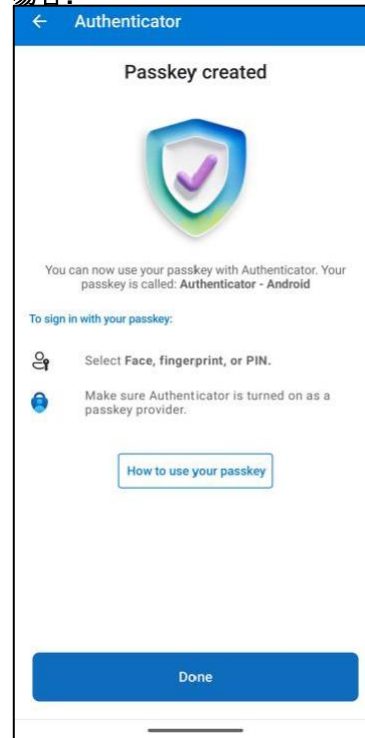 Authenticator
Passkey created
You can now use your passkey with Authenticator. Your
passkey is called: Authenticator - Android
To sign in with your passkey:
Select Face, fingerprint, or PIN.
Make sure Authenticator is turned on as a
passkey provider.
How to use your passkey
Done